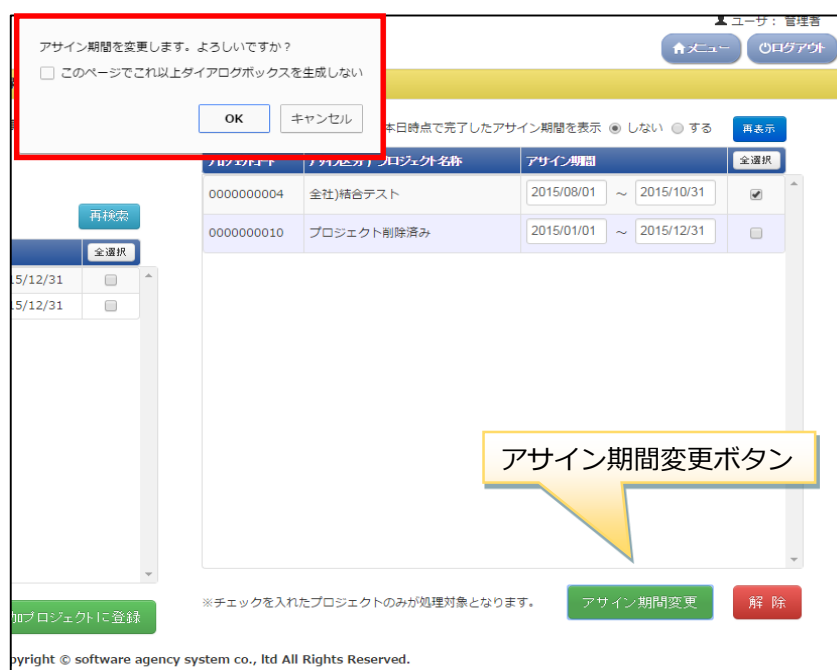 ユーザ： 管理者
アサイン期間を変更します。よろしいですか？
メニュー
ログアウト
このページでこれ以上ダイアログボックスを生成しない
OK
キャンセル
本日時点で完了したアサイン期間を表示 しない する
再表示
アサイン期間
全選択
0000000004 全社)結合テスト 2015/08/01 ～ 2015/10/31
再検索
0000000010 プロジェクト削除済み 2015/01/01 ～ 2015/12/31
全選択
15/12/31
15/12/31
アサイン期間変更ボタン
※チェックを入れたプロジェクトのみが処理対象となります。
アサイン期間変更
解 除
加プロジェクトに登録
pyright © software agency system co., ltd All Rights Reserved.